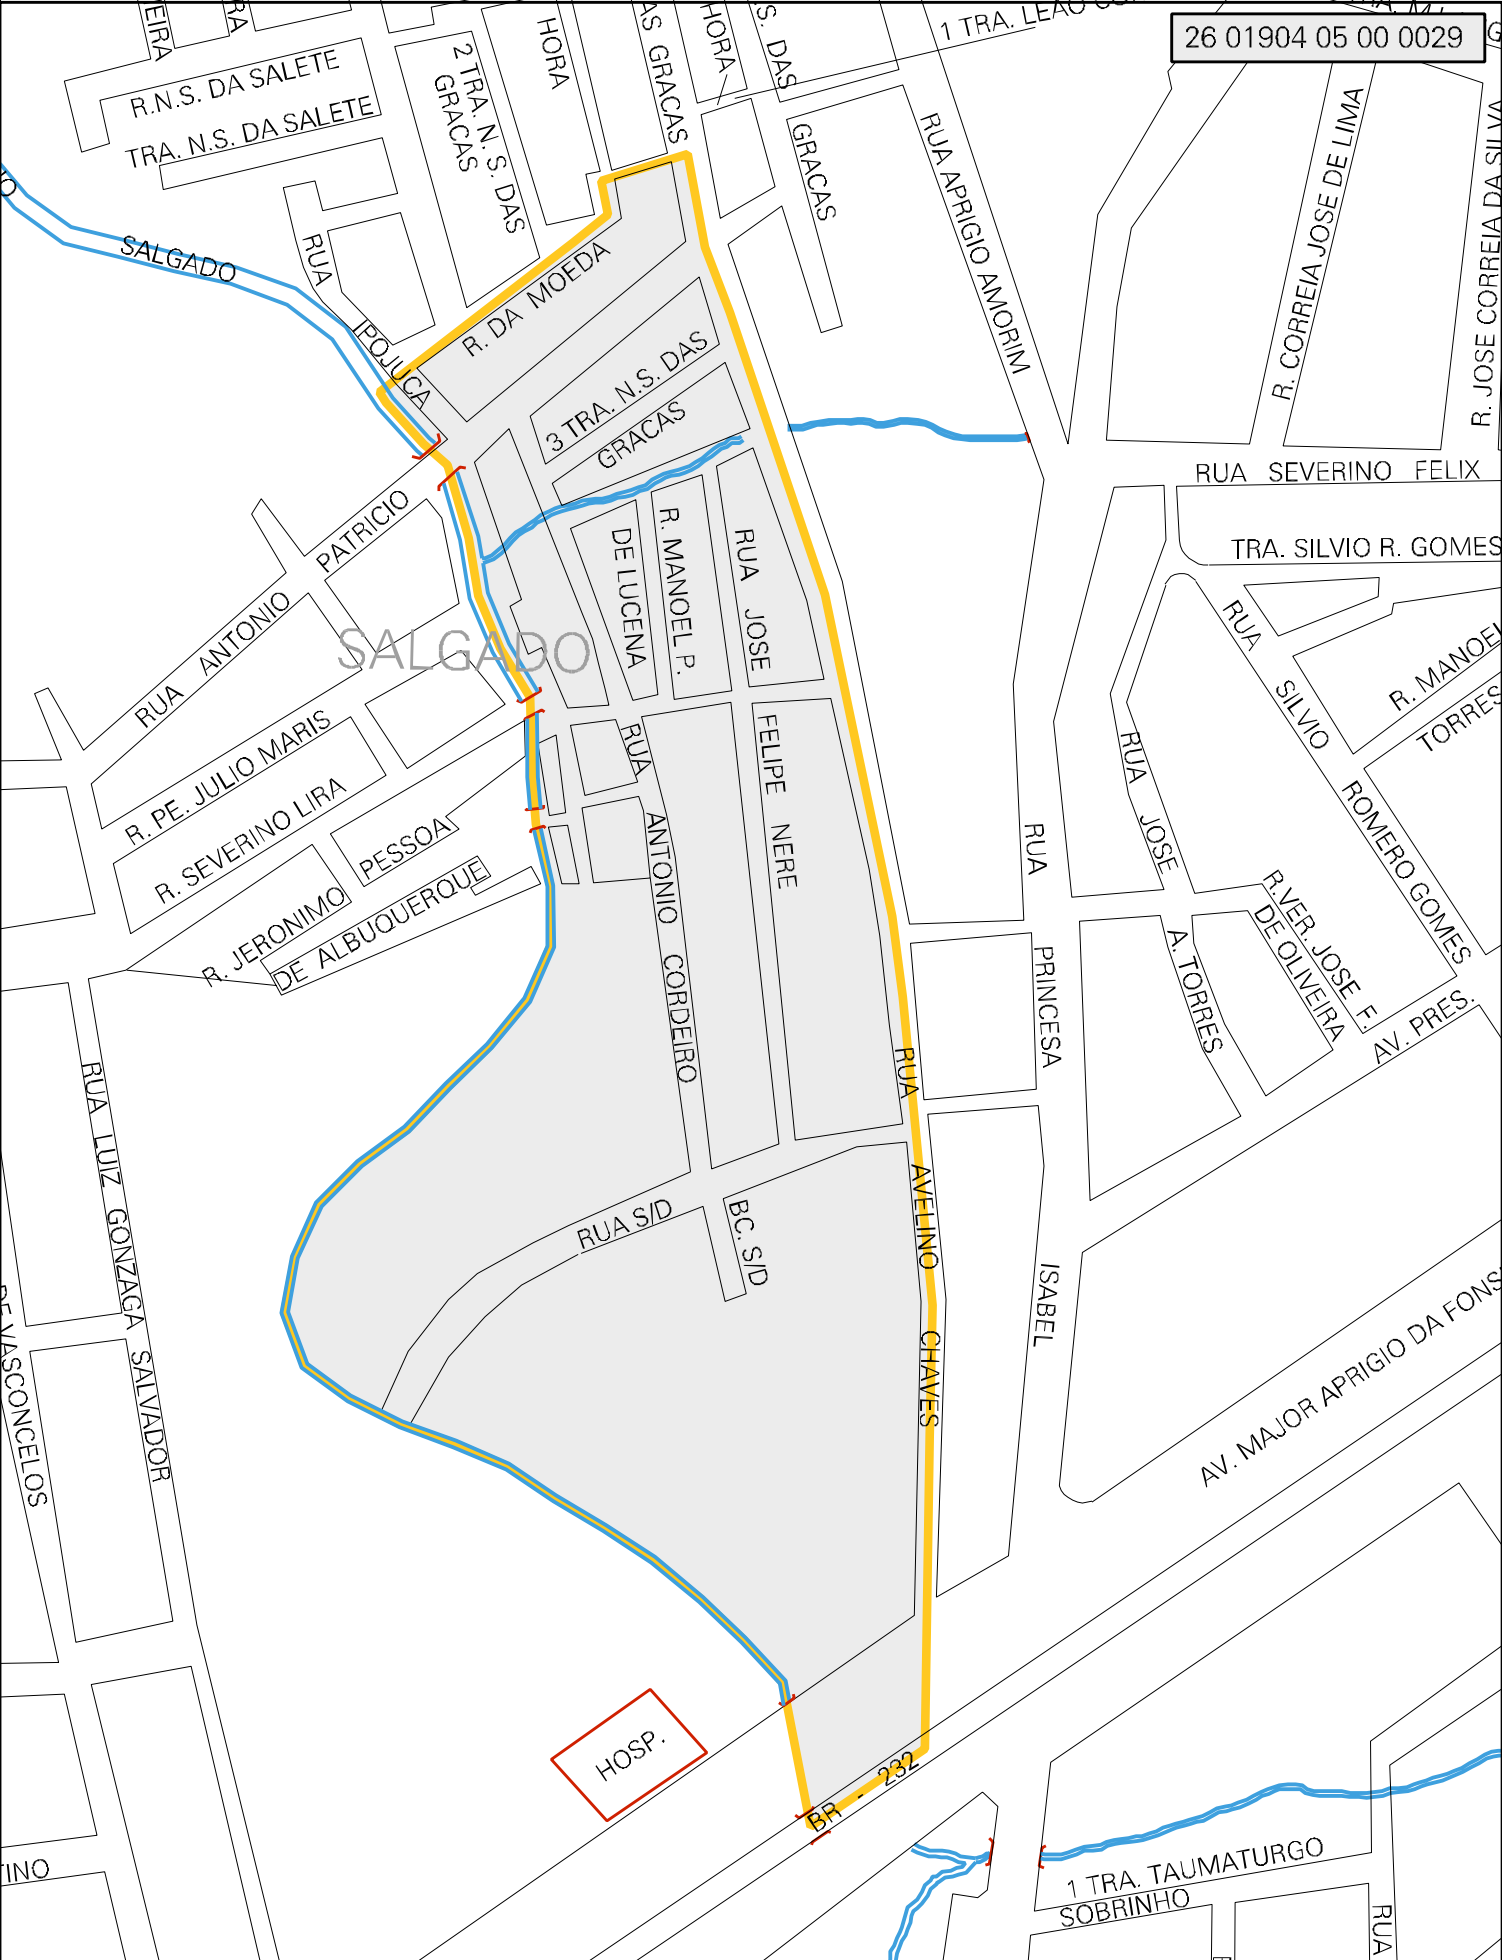 26 01904 05 00 0029
1 TRA. LEAO
R.N.S. DA SALETE
TRA. N.S. DA SALETE
2 TRA. N. S. DAS
GRACAS
HORA
AS GRACAS
HORA
S. DAS
GRACAS
RUA APRIGIO AMORIM
R. CORREIA JOSE DE LIMA
R. JOSE CORREIA DA SILVA
SALGADO
RUA
IPOJUCA
R. DA MOEDA
3 TRA. N.S. DAS
GRACAS
RUA SEVERINO FELIX
TRA. SILVIO R. GOMES
RUA ANTONIO PATRICIO
DE LUCENA
R. MANOEL P.
RUA JOSE
FELIPE NERE
SALGADO
RUA SILVIO ROMERO GOMES
R. MANOEL
TORRES
R. PE. JULIO MARIS
R. SEVERINO LIRA
PESSOA
R. JERONIMO
DE ALBUQUERQUE
RUA ANTONIO CORDEIRO
RUA JOSE
A. TORRES
R.VER. JOSE F.
DE OLIVEIRA
AV. PRES.
RUA PRINCESA ISABEL
RUA AVELINO CHAVES
RUA LUIZ GONZAGA SALVADOR
DE VASCONCELOS
RUA S/D
BC. S/D
AV. MAJOR APRIGIO DA FONS
HOSP.
BR - 232
1 TRA. TAUMATURGO
SOBRINHO
RUA
TINO